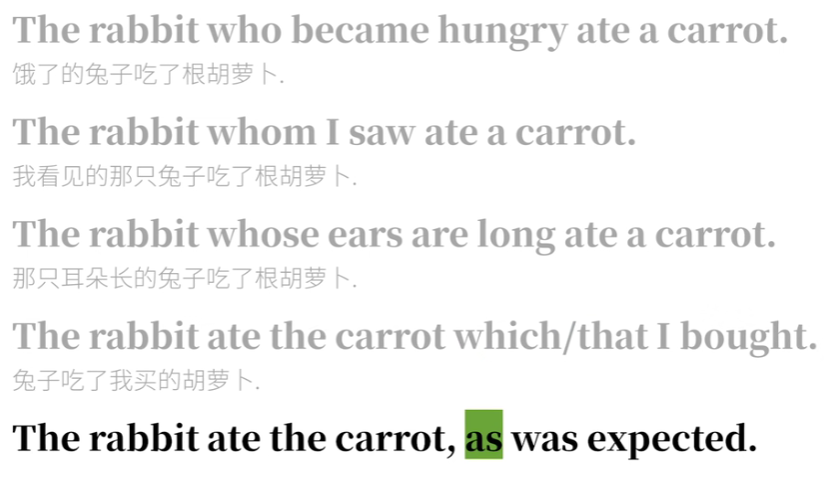 The rabbit who became hungry ate a carrot.
饿了的兔子吃了根胡萝卜.
The rabbit whom I saw ate a carrot.
我看见的那只兔子吃了根胡萝卜.
The rabbit whose ears are long ate a carrot.
那只耳朵长的兔子吃了根胡萝卜.
The rabbit ate the carrot which/that I bought.
兔子吃了我买的胡萝卜.
The rabbit ate the carrot, as was expected.